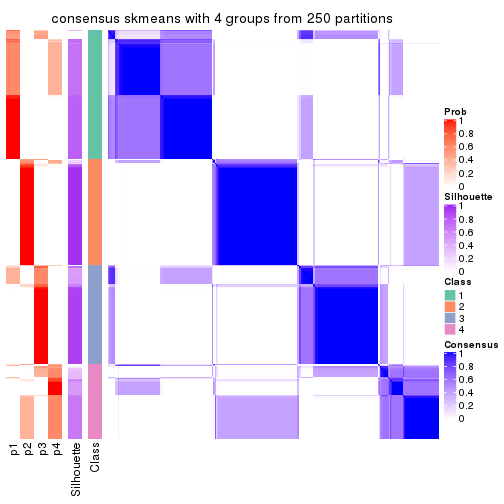 consensus skmeans with 4 groups from 250 partitions
Prob
1
0.8
0.6
0.4
0.2
0
Silhouette
1
0.8
0.6
0.4
0.2
0
Class
1
2
3
4
Consensus
1
0.8
0.6
0.4
0.2
0
p1
p2
p3
p4
Silhouette
Class